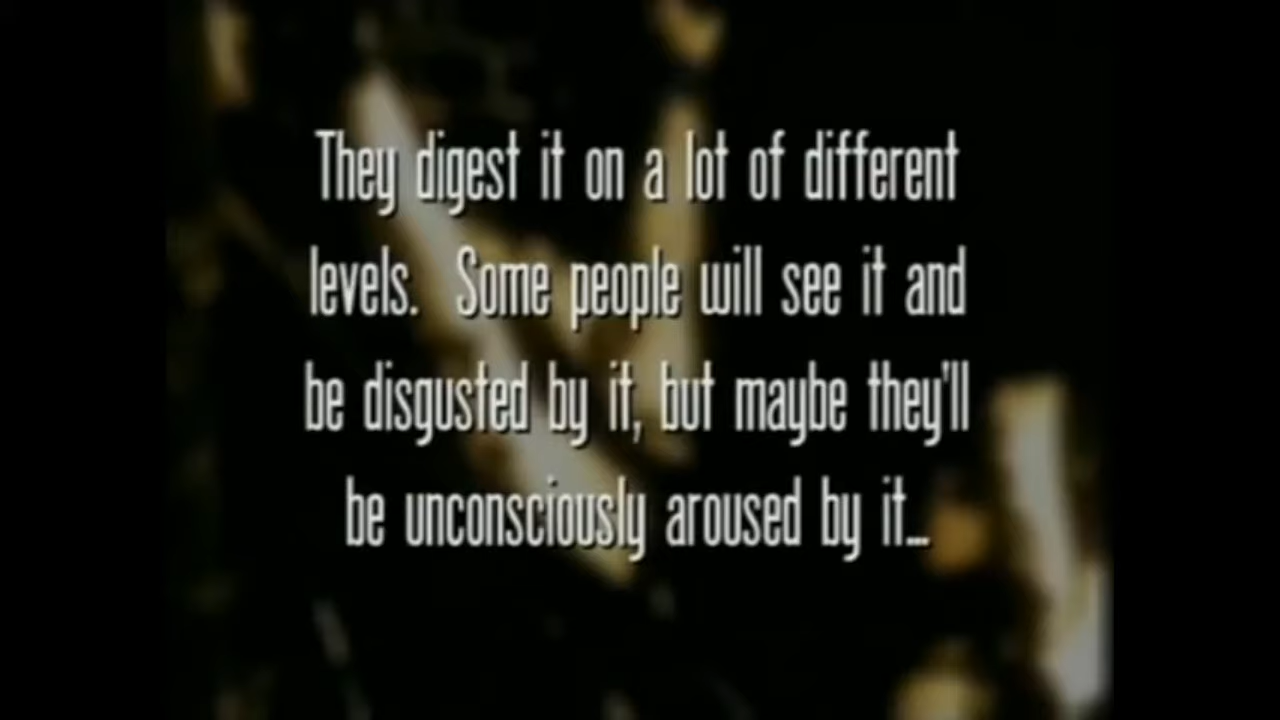 They digest it on a lot of different
levels.  Some people will see it and
be disgusted by it, but maybe they'll
be unconsciously aroused by it...